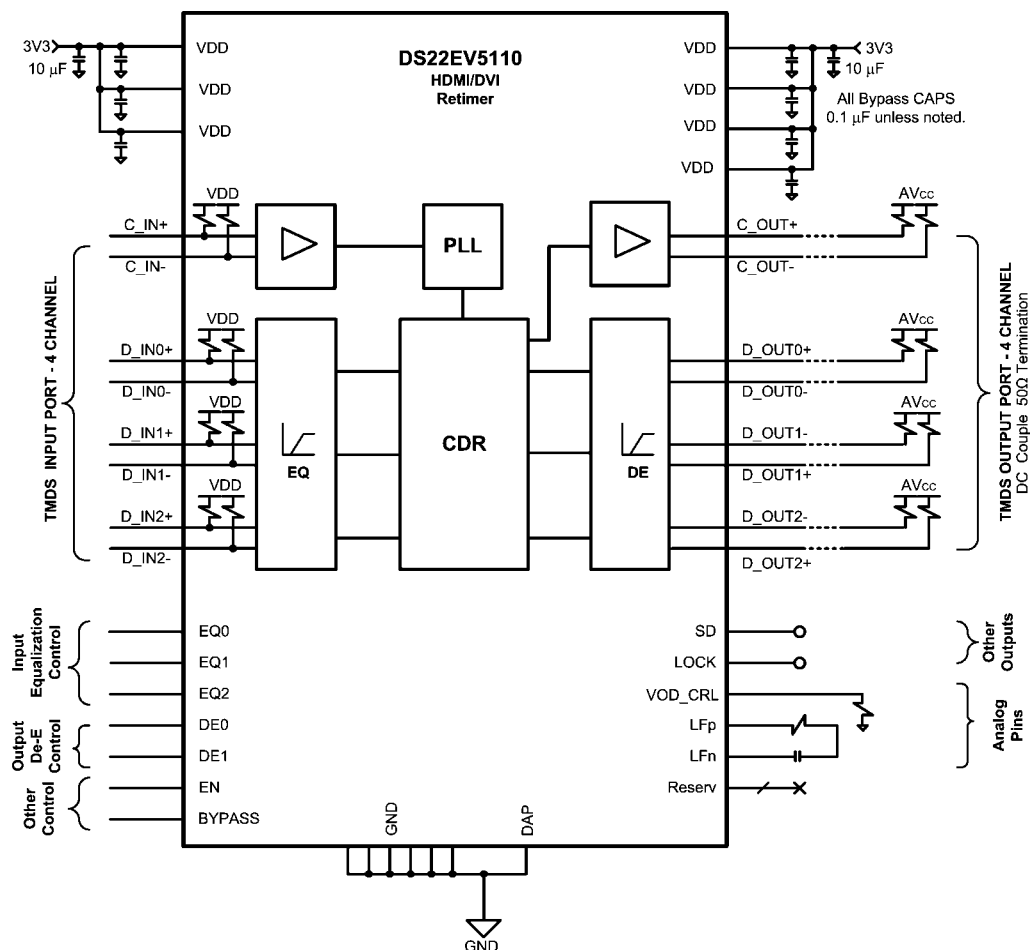 DS22EV5110
HDMI/DVI
Retimer
3V3
10 µF
VDD
VDD
VDD
VDD
VDD
VDD
VDD
3V3
10 µF
All Bypass CAPS
0.1 µF unless noted.
TMDS INPUT PORT - 4 CHANNEL
C_IN+
C_IN-
VDD
D_IN0+
D_IN0-
VDD
D_IN1+
D_IN1-
VDD
D_IN2+
D_IN2-
VDD
PLL
EQ
CDR
DE
C_OUT+
C_OUT-
AVcc
D_OUT0+
D_OUT0-
AVcc
D_OUT1-
D_OUT1+
AVcc
D_OUT2-
D_OUT2+
AVcc
TMDS OUTPUT PORT - 4 CHANNEL
DC Couple 50Ω Termination
Input
Equalization
Control
EQ0
EQ1
EQ2
Output
De-E
Control
DE0
DE1
Other
Control
EN
BYPASS
SD
LOCK
Other
Outputs
VOD_CRL
LFp
LFn
Analog
Pins
Reserv
GND
DAP
GND